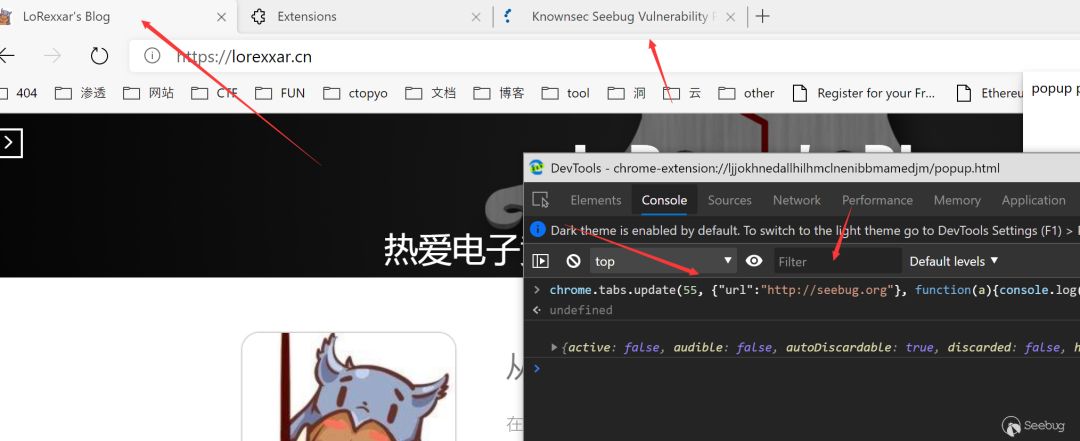 LoRexxar's Blog
Extensions
Knownsec Seebug Vulnerability
https://lorexxar.cn
404 渗透 网站 CTF FUN ctopyo 文档 博客 tool 洞 云 other Register for your Fr... Ethereu
popup p
DevTools - chrome-extension://ljjokhnedallhilhmclnenibbmamedjm/popup.html
Elements Console Sources Network Performance Memory Application
Dark theme is enabled by default. To switch to the light theme go to DevTools Settings (F1) >
top Filter Default levels
热爱电子
chrome.tabs.update(55, {"url":"http://seebug.org"}, function(a){console.log(
undefined
{active: false, audible: false, autoDiscardable: true, discarded: false, h
从
在
Seebug